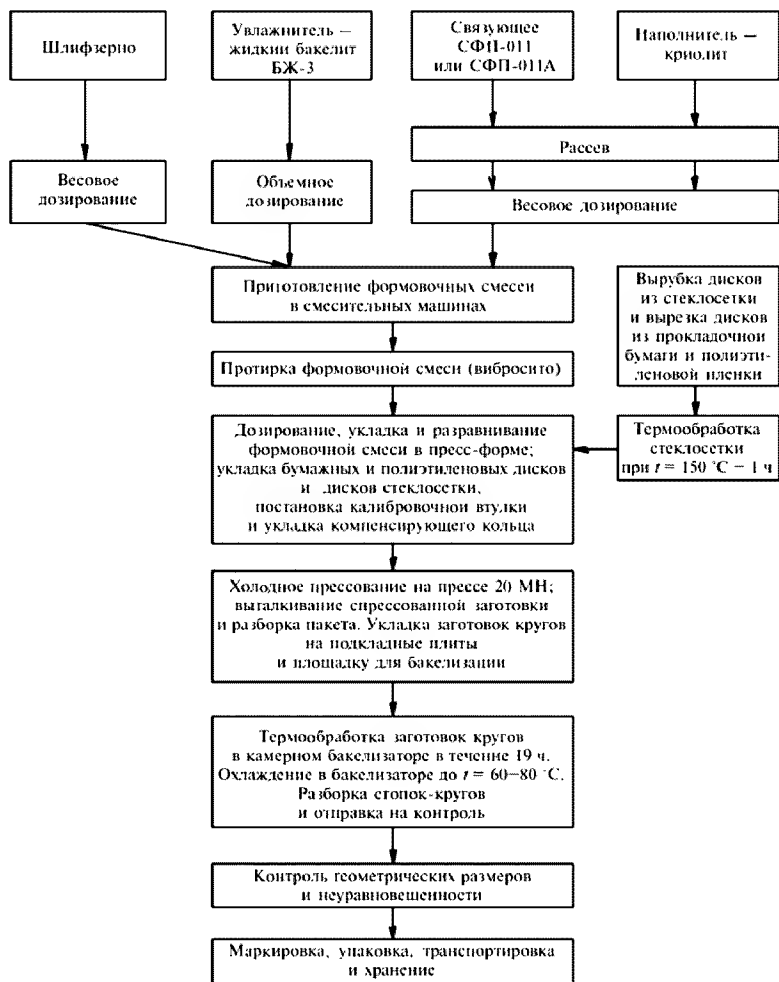 Шлифзерно
Увлажнитель –
жидкий бакелит
БЖ-3
Связующее
СФП-011
или СФП-011А
Наполнитель –
криолит
Рассев
Весовое
дозирование
Объемное
дозирование
Весовое дозирование
Приготовление формовочных смесей
в смесительных машинах
Вырубка дисков
из стеклосетки
и вырезка дисков
из прокладочной
бумаги и полиэти-
леновой пленки
Протирка формовочной смеси (вибросито)
Дозирование, укладка и разравнивание
формовочной смеси в пресс-форме;
укладка бумажных и полиэтиленовых дисков
и дисков стеклосетки,
постановка калибровочной втулки
и укладка компенсирующего кольца
Термообработка
стеклосетки
при t = 150 °С – 1 ч
Холодное прессование на прессе 20 МН;
выталкивание спрессованной заготовки
и разборка пакета. Укладка заготовок кругов
на подкладные плиты
и площадку для бакелизации
Термообработка заготовок кругов
в камерном бакелизаторе в течение 19 ч.
Охлаждение в бакелизаторе до t = 60–80 °С.
Разборка стопок-кругов
и отправка на контроль
Контроль геометрических размеров
и неуравновешенности
Маркировка, упаковка, транспортировка
и хранение